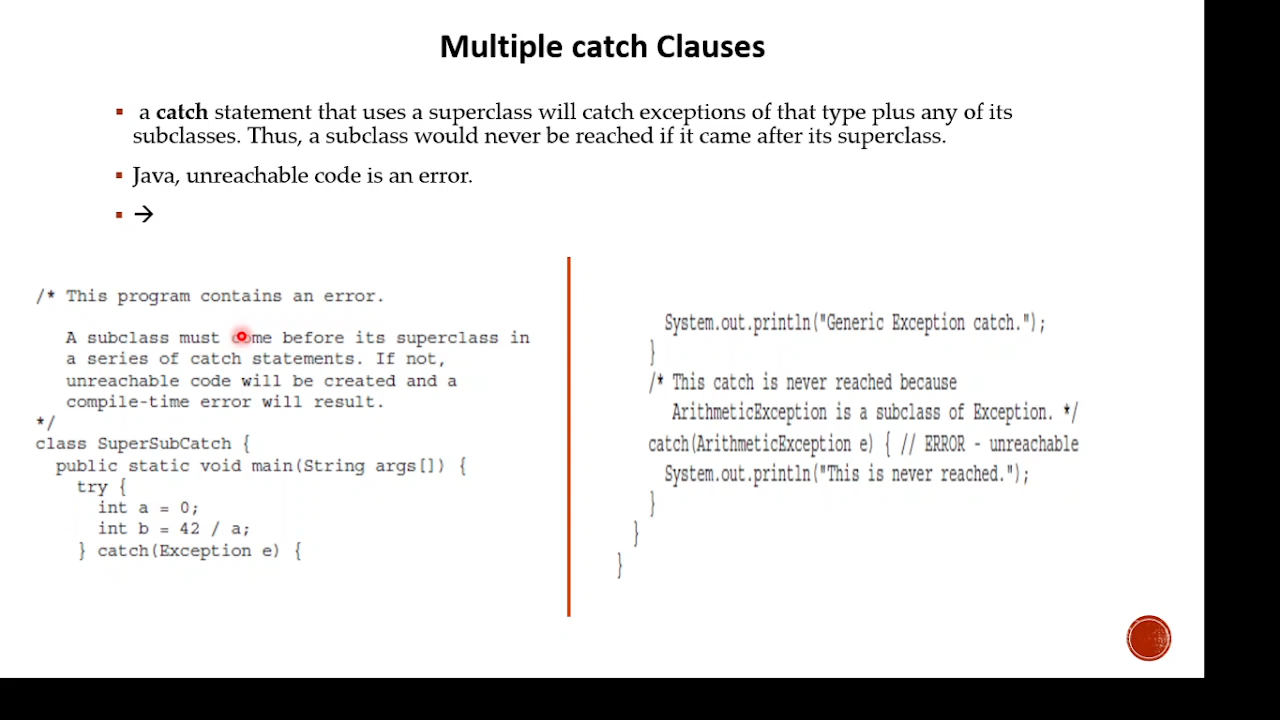 Multiple catch Clauses
a catch statement that uses a superclass will catch exceptions of that type plus any of its
subclasses. Thus, a subclass would never be reached if it came after its superclass.
Java, unreachable code is an error.
→
/* This program contains an error.
A subclass must come before its superclass in
a series of catch statements. If not,
unreachable code will be created and a
compile-time error will result.
*/
class SuperSubCatch {
public static void main(String args[]) {
try {
int a = 0;
int b = 42 / a;
} catch(Exception e) {
System.out.println("Generic Exception catch.");
}
/* This catch is never reached because
ArithmeticException is a subclass of Exception. */
catch(ArithmeticException e) { // ERROR - unreachable
System.out.println("This is never reached.");
}
}
}